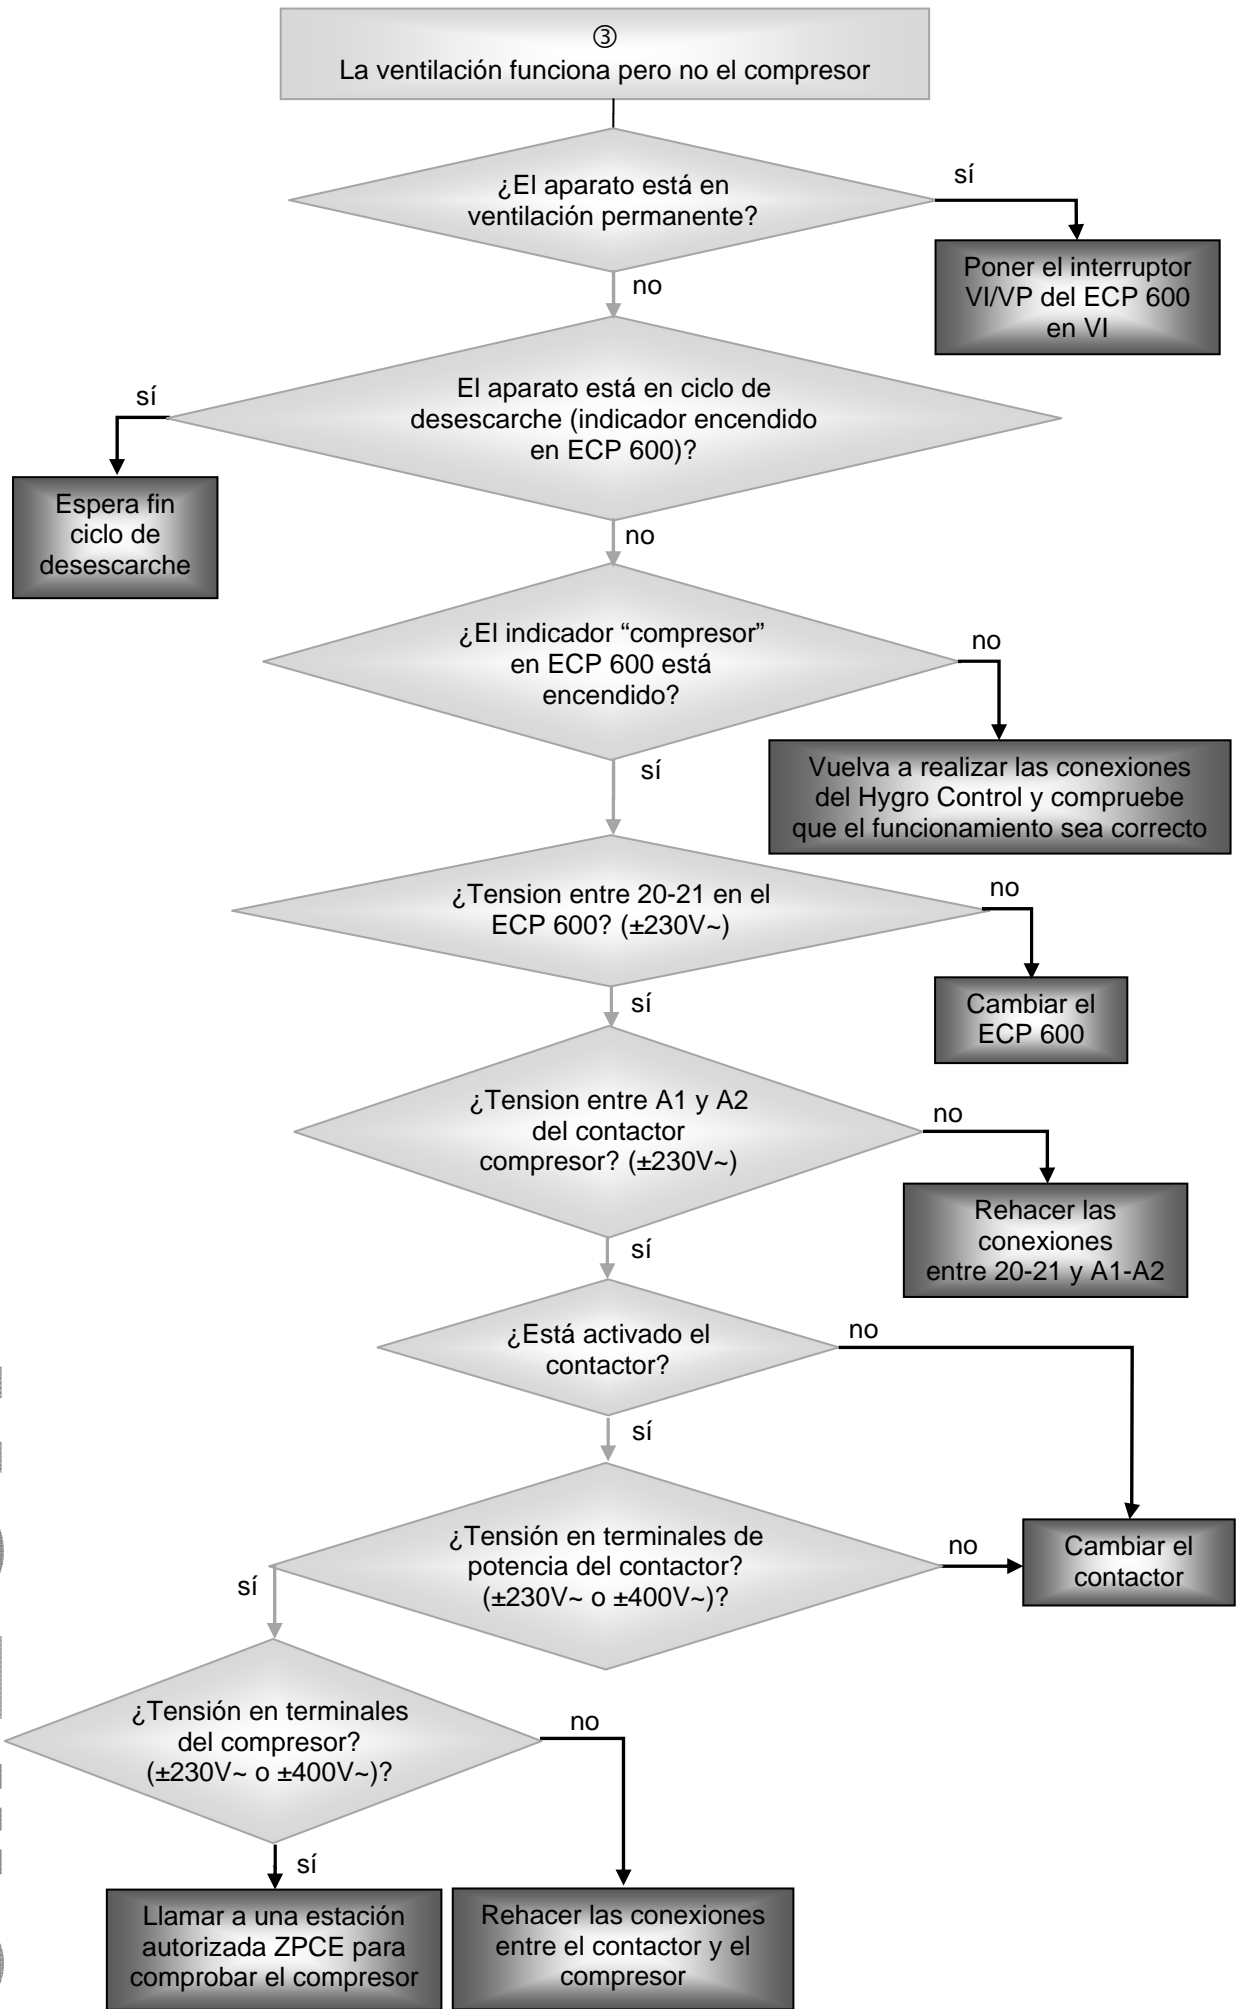 ③
La ventilación funciona pero no el compresor
¿El aparato está en
ventilación permanente?
sí
Poner el interruptor
VI/VP del ECP 600
en VI
no
El aparato está en ciclo de
desescarche (indicador encendido
en ECP 600)?
sí
Espera fin
ciclo de
desescarche
no
¿El indicador “compresor”
en ECP 600 está
encendido?
no
Vuelva a realizar las conexiones
del Hygro Control y compruebe
que el funcionamiento sea correcto
sí
¿Tension entre 20-21 en el
ECP 600? (±230V~)
no
Cambiar el
ECP 600
sí
¿Tension entre A1 y A2
del contactor
compresor? (±230V~)
no
Rehacer las
conexiones
entre 20-21 y A1-A2
sí
¿Está activado el
contactor?
no
sí
¿Tensión en terminales de
potencia del contactor?
(±230V~ o ±400V~)?
no
Cambiar el
contactor
sí
¿Tensión en terminales
del compresor?
(±230V~ o ±400V~)?
no
sí
Llamar a una estación
autorizada ZPCE para
comprobar el compresor
Rehacer las conexiones
entre el contactor y el
compresor